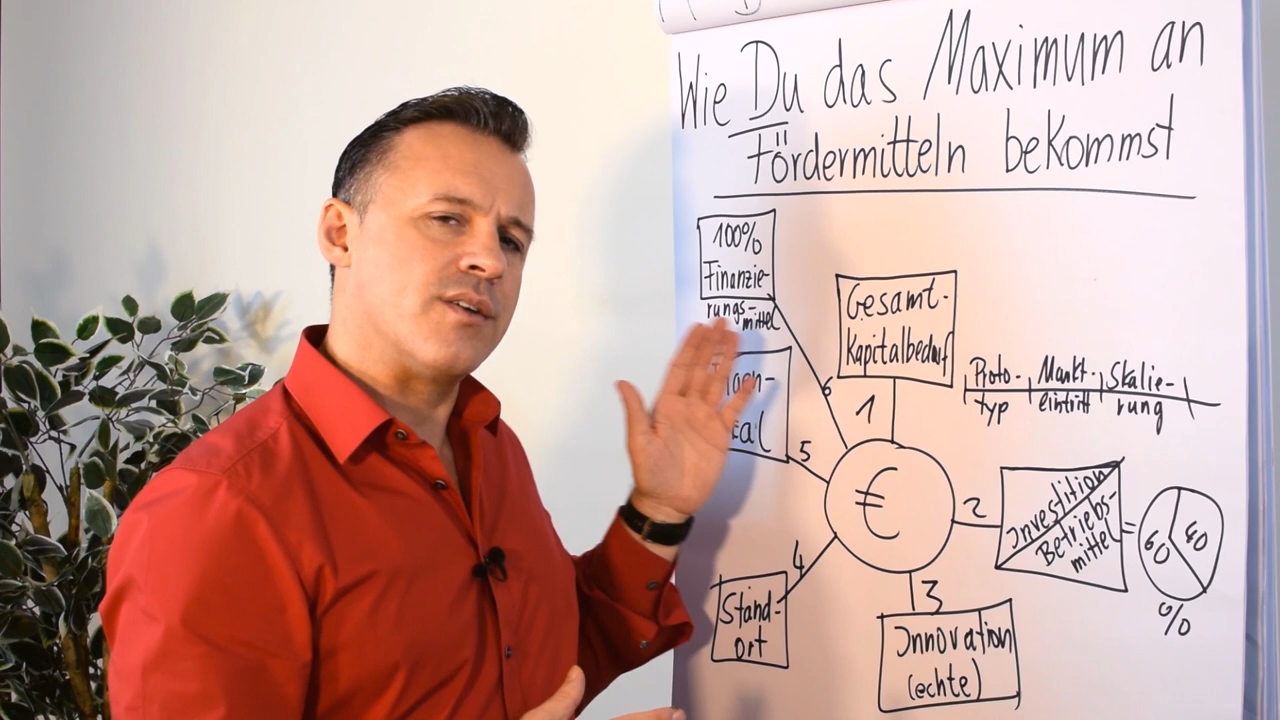 Wie Du das Maximum an
Fördermitteln bekommst
100%
Finanzie-
rungs-
mittel
6
Gesamt-
Kapitalbedarf
1
Proto- Markt- Skalie-
typ eintritt rung
5
€
2
Investition
Betriebs-
mittel
=
60 40
%
4
Stand-
ort
3
Innovation
(echte)